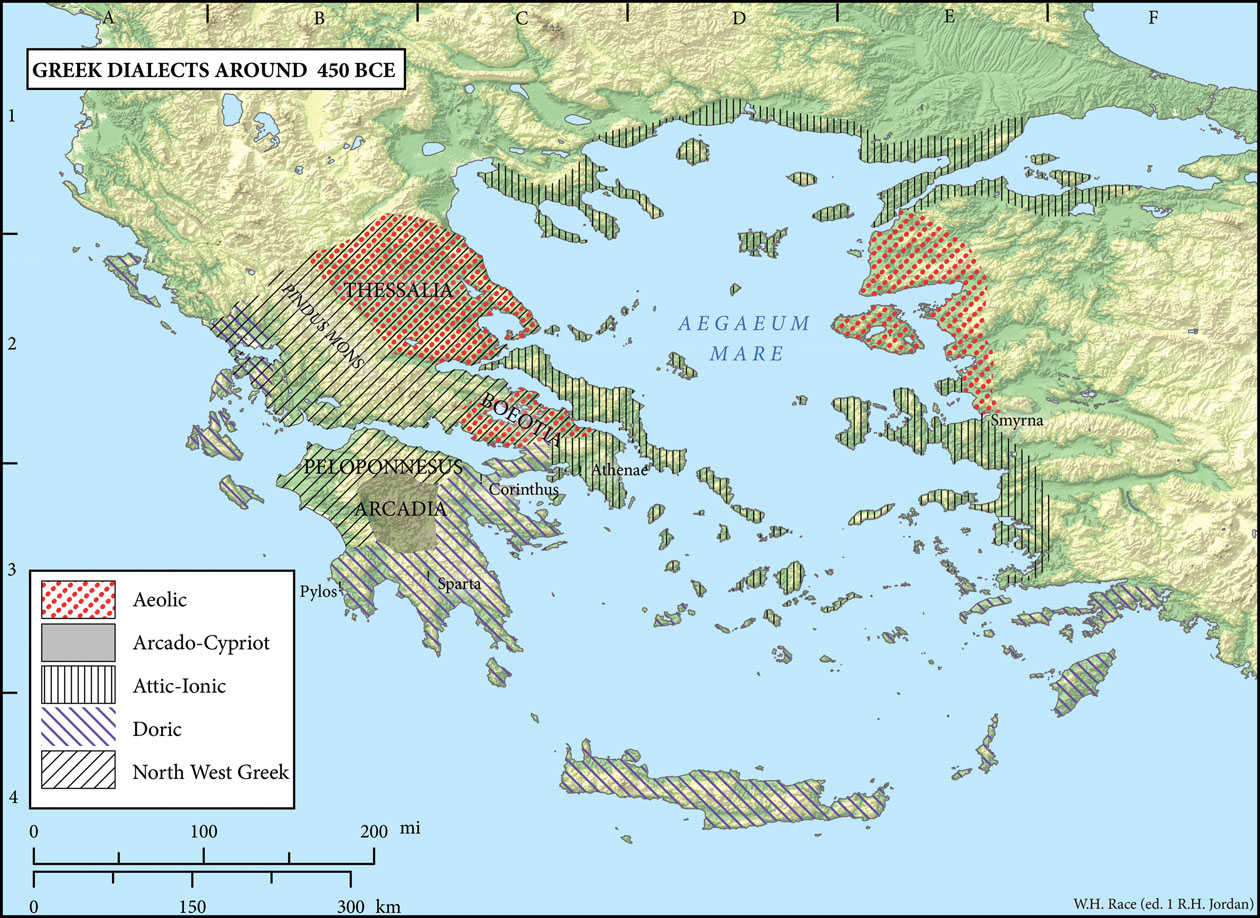 A B C D E F
GREEK DIALECTS AROUND 450 BCE
1
THESSALIA
PINDUS MONS
2
AEGAEUM
MARE
BOEOTIA
Smyrna
PELOPONNESUS
Athenae
Corinthus
ARCADIA
3
Pylos
Sparta
Aeolic
Arcado-Cypriot
Attic-Ionic
Doric
North West Greek
4
0 100 200 mi
0 150 300 km
W.H. Race (ed. 1 R.H. Jordan)